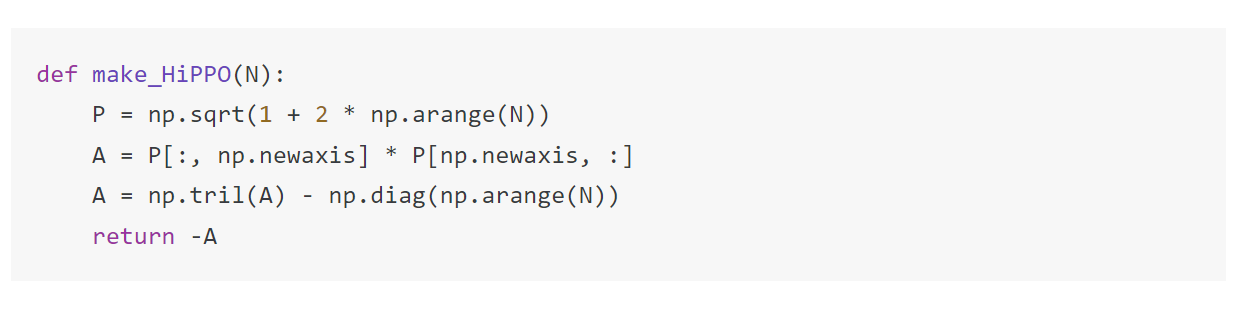 def make_HiPPO(N):
    P = np.sqrt(1 + 2 * np.arange(N))
    A = P[:, np.newaxis] * P[np.newaxis, :]
    A = np.tril(A) - np.diag(np.arange(N))
    return -A